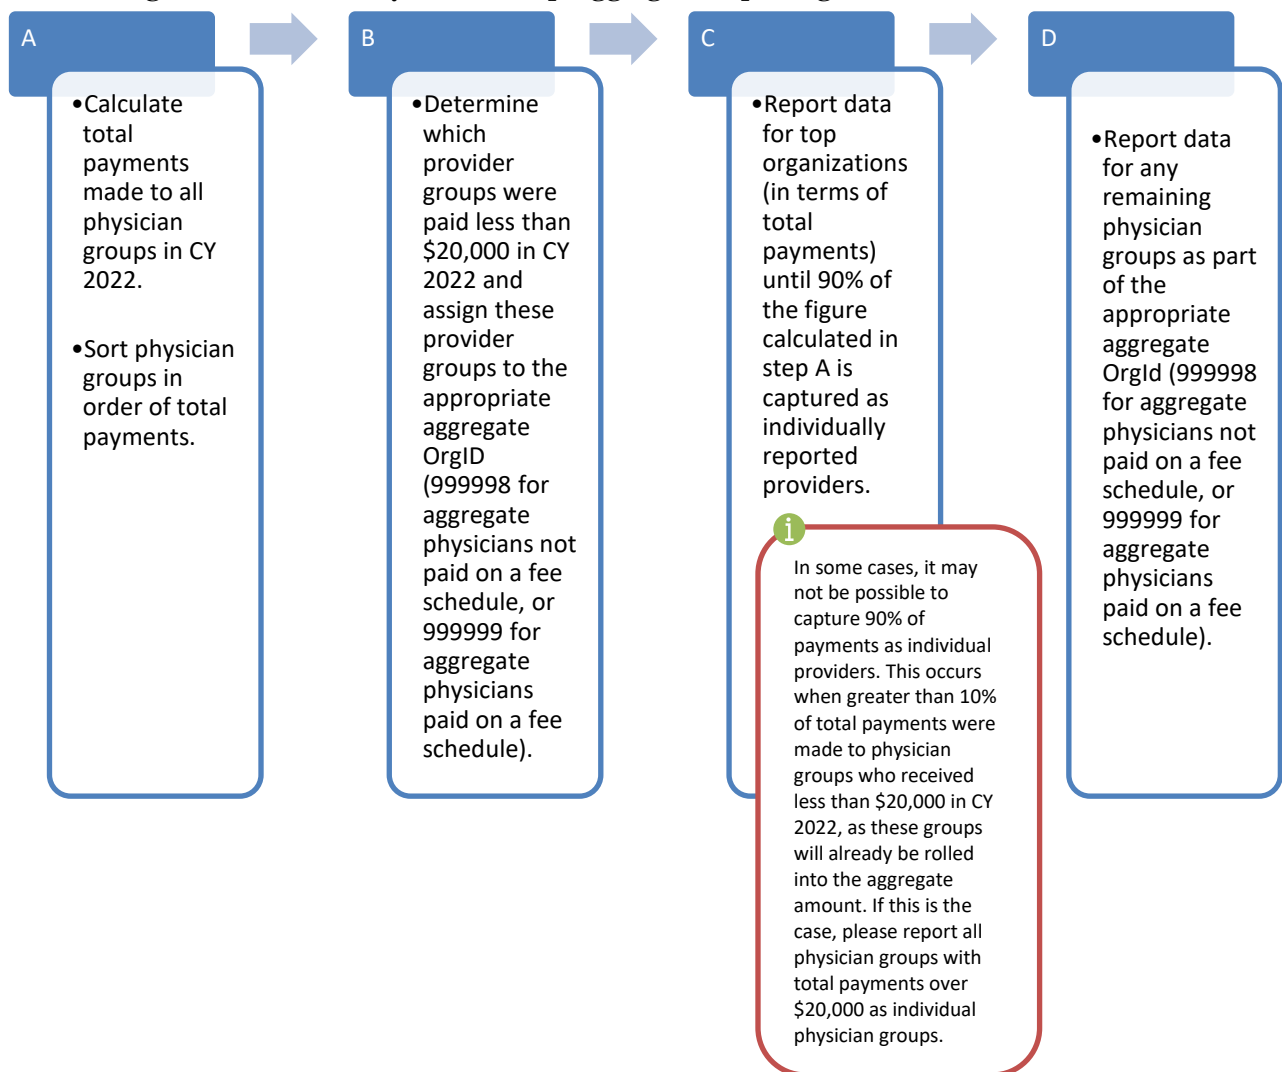 A
•Calculate
total
payments
made to all
physician
groups in CY
2022.
•Sort physician
groups in
order of total
payments.
B
•Determine
which
provider
groups were
paid less than
$20,000 in CY
2022 and
assign these
provider
groups to the
appropriate
aggregate
OrgID
(999998 for
aggregate
physicians not
paid on a fee
schedule, or
999999 for
aggregate
physicians
paid on a fee
schedule).
C
•Report data
for top
organizations
(in terms of
total
payments)
until 90% of
the figure
calculated in
step A is
captured as
individually
reported
providers.
i
In some cases, it may
not be possible to
capture 90% of
payments as individual
providers. This occurs
when greater than 10%
of total payments were
made to physician
groups who received
less than $20,000 in CY
2022, as these groups
will already be rolled
into the aggregate
amount. If this is the
case, please report all
physician groups with
total payments over
$20,000 as individual
physician groups.
D
•Report data
for any
remaining
physician
groups as part
of the
appropriate
aggregate
OrgId (999998
for aggregate
physicians not
paid on a fee
schedule, or
999999 for
aggregate
physicians
paid on a fee
schedule).